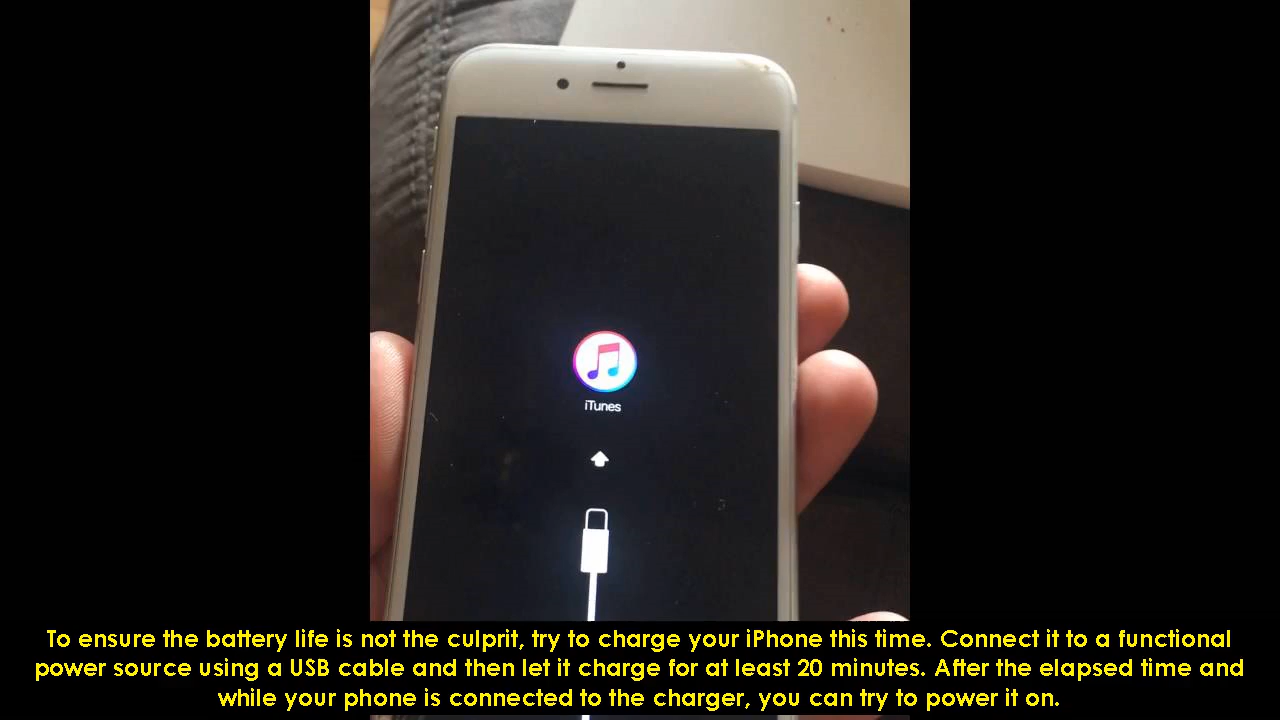 iTunes
To ensure the battery life is not the culprit, try to charge your iPhone this time. Connect it to a functional
power source using a USB cable and then let it charge for at least 20 minutes. After the elapsed time and
while your phone is connected to the charger, you can try to power it on.